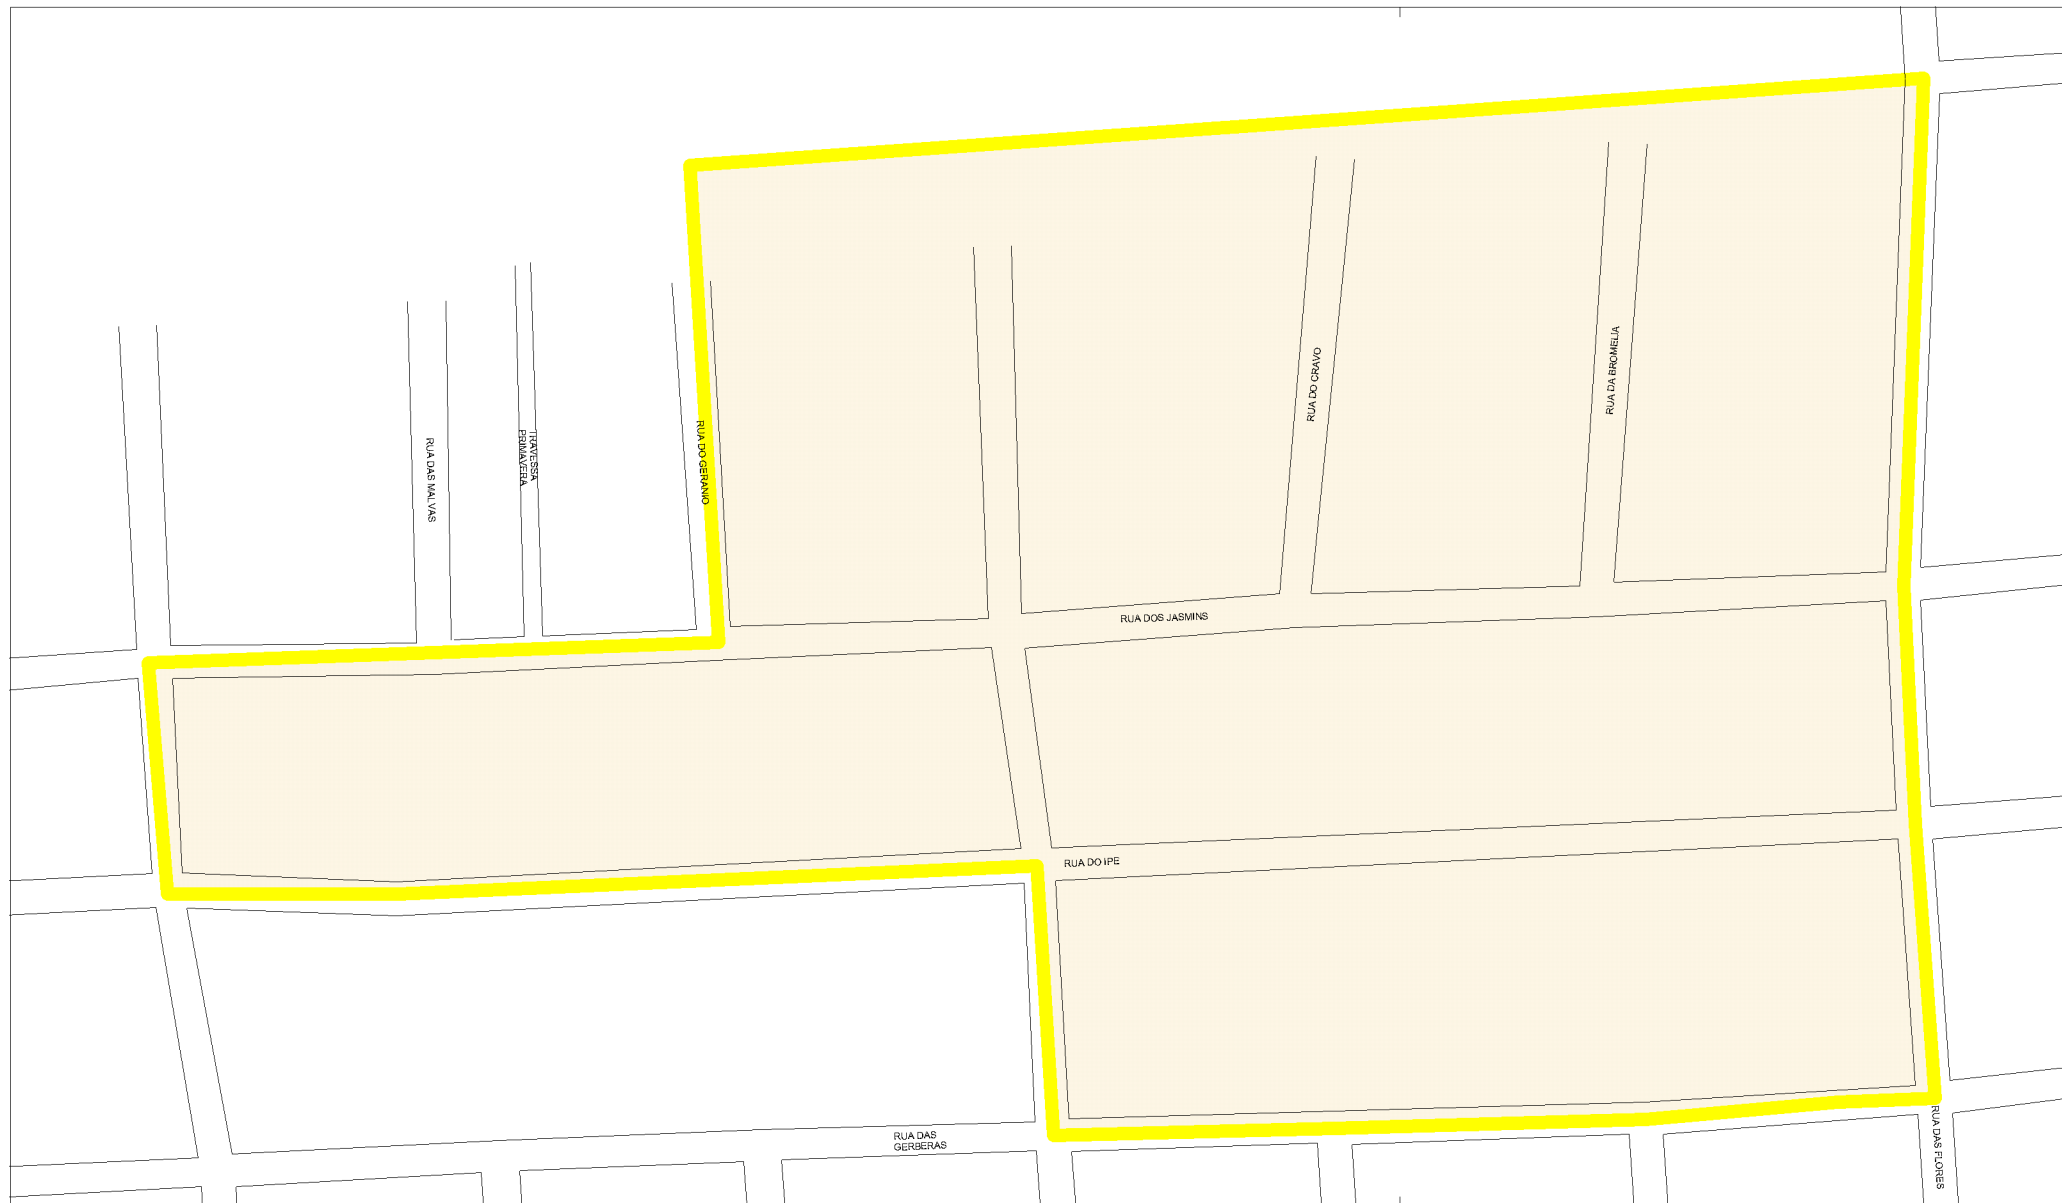 RUA DA BROMELIA
RUA DO CRAVO
RUA DO GERANIO
TRAVESSA
PRIMAVERA
RUA DAS MALVAS
RUA DOS JASMINS
RUA DO IPE
RUA DAS
GERBERAS
RUA DAS FLORES